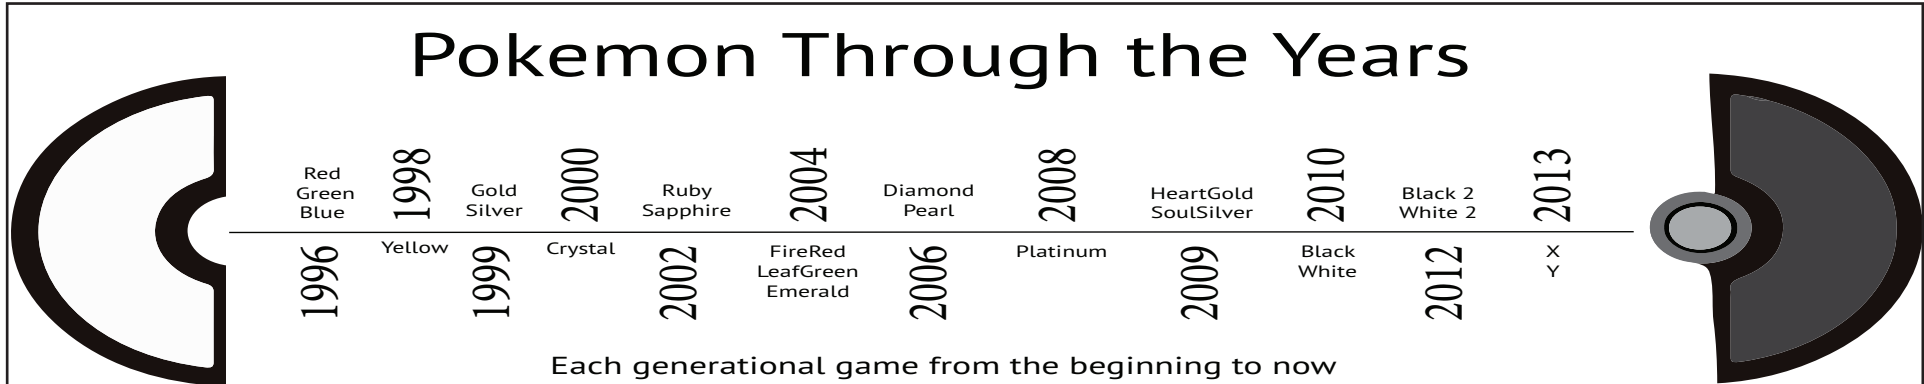 Pokemon Through the Years
Red
Green
Blue
1996
1998
Yellow
Gold
Silver
1999
2000
Crystal
Ruby
Sapphire
2002
2004
FireRed
LeafGreen
Emerald
Diamond
Pearl
2006
2008
Platinum
HeartGold
SoulSilver
2009
2010
Black
White
Black 2
White 2
2012
2013
X
Y
Each generational game from the beginning to now